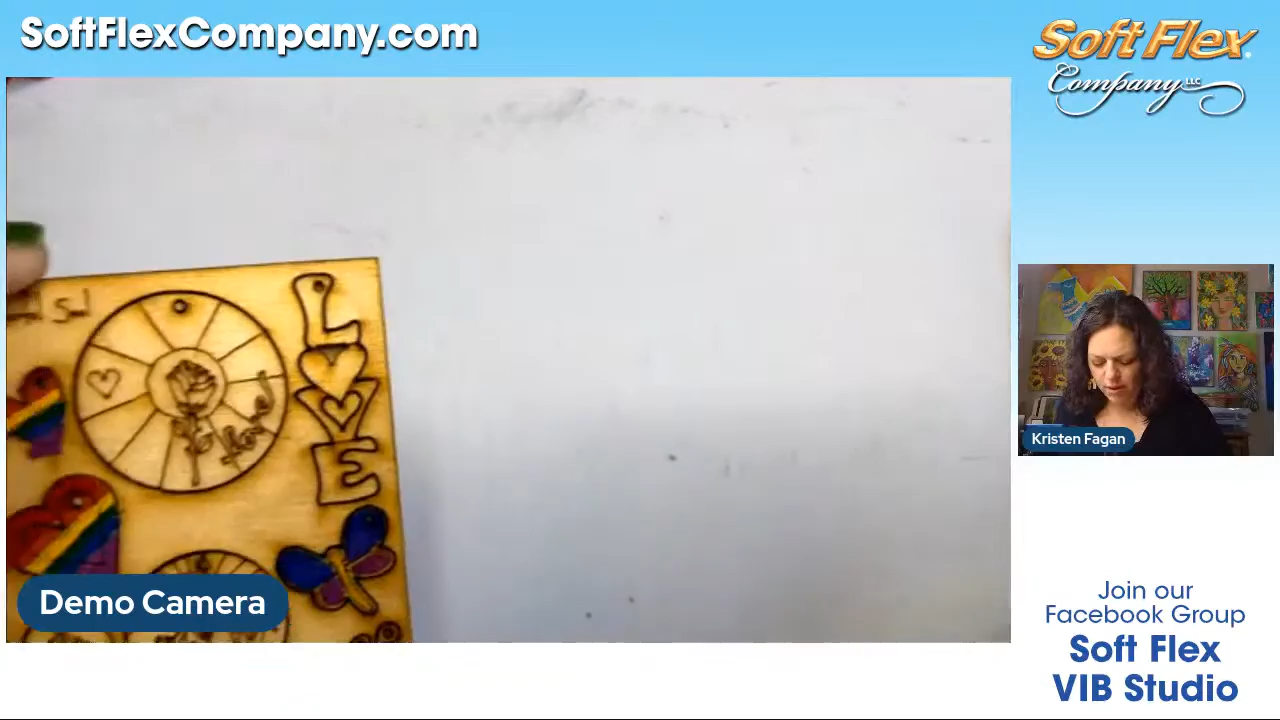 SoftFlexCompany.com
Soft Flex
Company LLC
LOVE
Demo Camera
Kristen Fagan
Join our
Facebook Group
Soft Flex
VIB Studio